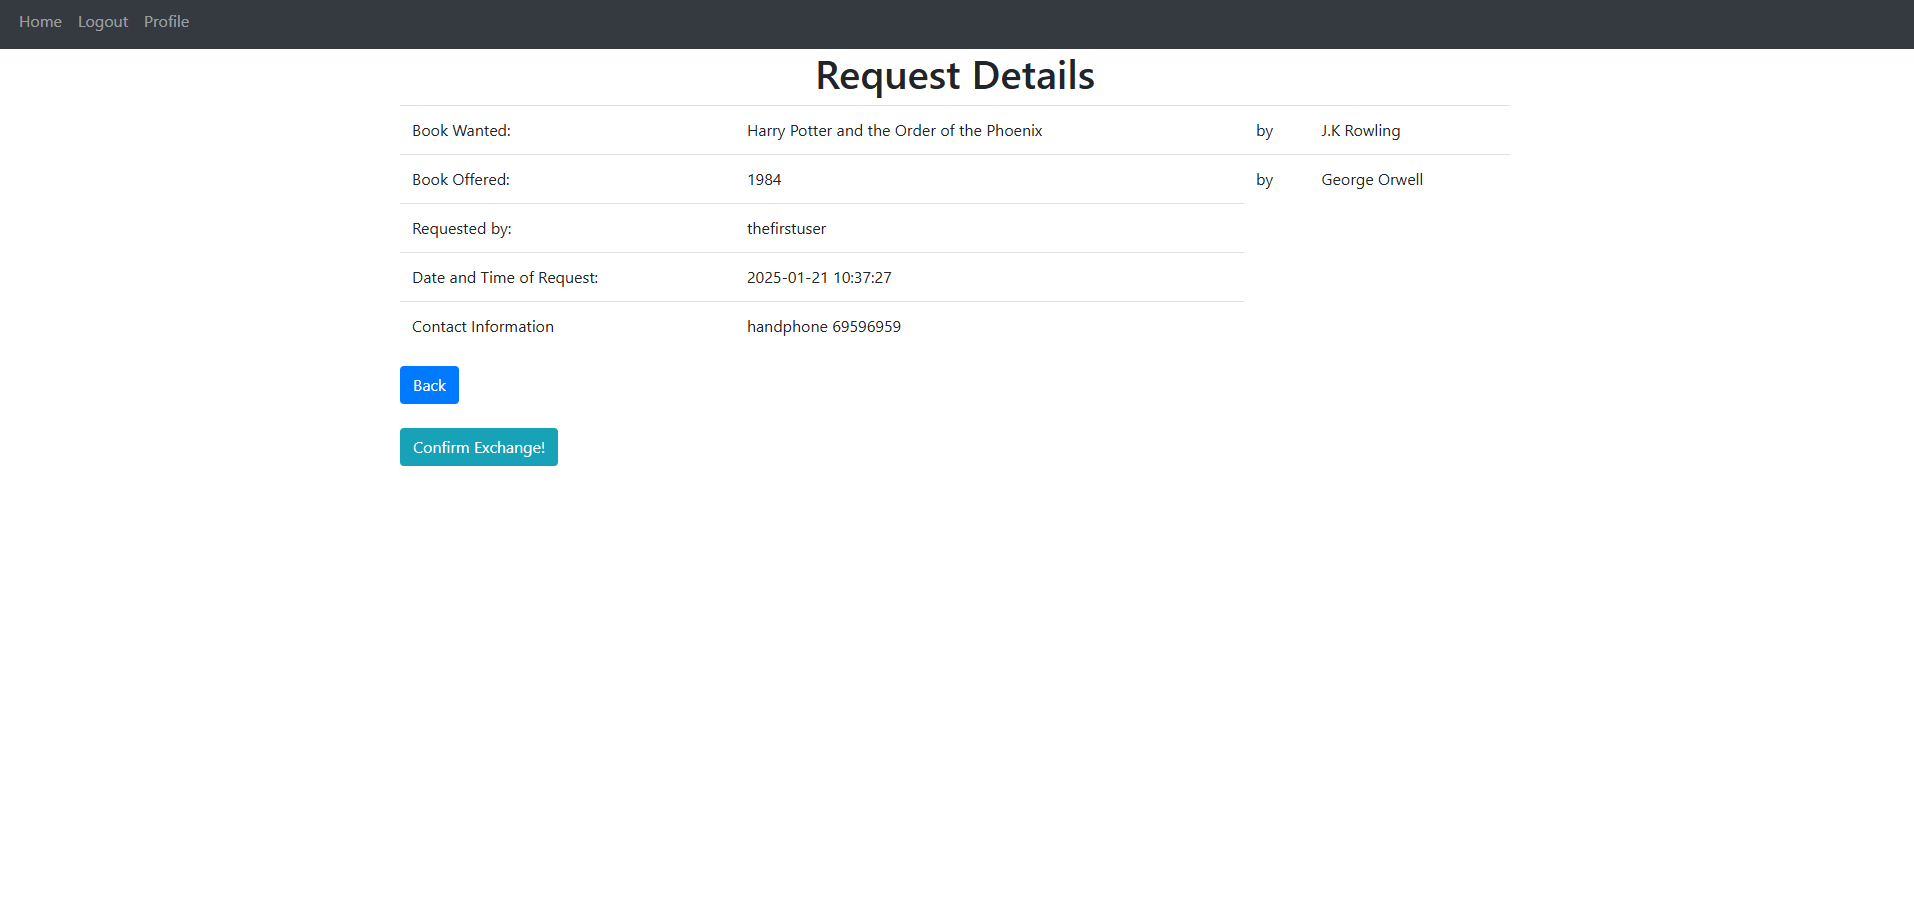 Home Logout Profile
Request Details
Book Wanted: Harry Potter and the Order of the Phoenix by J.K Rowling
Book Offered: 1984 by George Orwell
Requested by: thefirstuser
Date and Time of Request: 2025-01-21 10:37:27
Contact Information handphone 69596959
Back
Confirm Exchange!